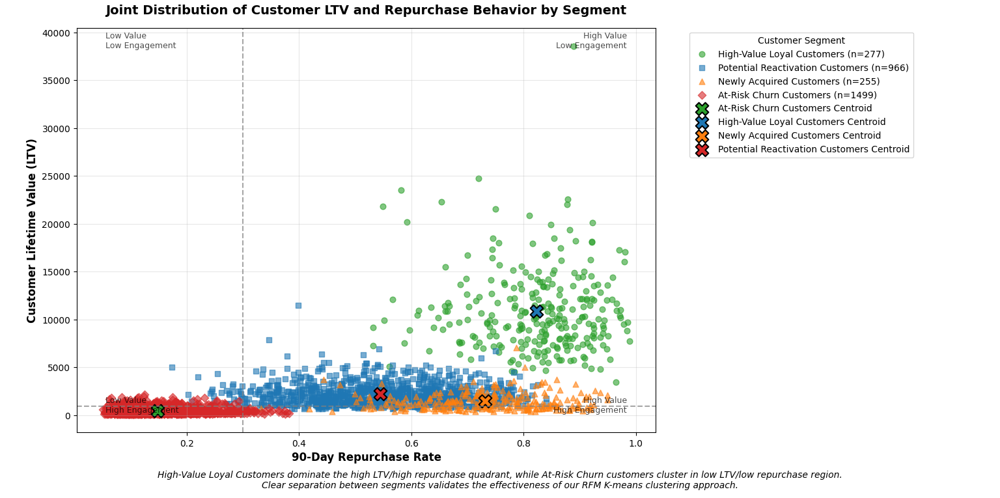 Joint Distribution of Customer LTV and Repurchase Behavior by Segment
Customer Lifetime Value (LTV)
40000
35000
30000
25000
20000
15000
10000
5000
0
Low Value
Low Engagement
High Value
Low Engagement
Low Value
High Engagement
High Value
High Engagement
0.2
0.4
0.6
0.8
1.0
90-Day Repurchase Rate
Customer Segment
High-Value Loyal Customers (n=277)
Potential Reactivation Customers (n=966)
Newly Acquired Customers (n=255)
At-Risk Churn Customers (n=1499)
At-Risk Churn Customers Centroid
High-Value Loyal Customers Centroid
Newly Acquired Customers Centroid
Potential Reactivation Customers Centroid
High-Value Loyal Customers dominate the high LTV/high repurchase quadrant, while At-Risk Churn customers cluster in low LTV/low repurchase region.
Clear separation between segments validates the effectiveness of our RFM K-means clustering approach.